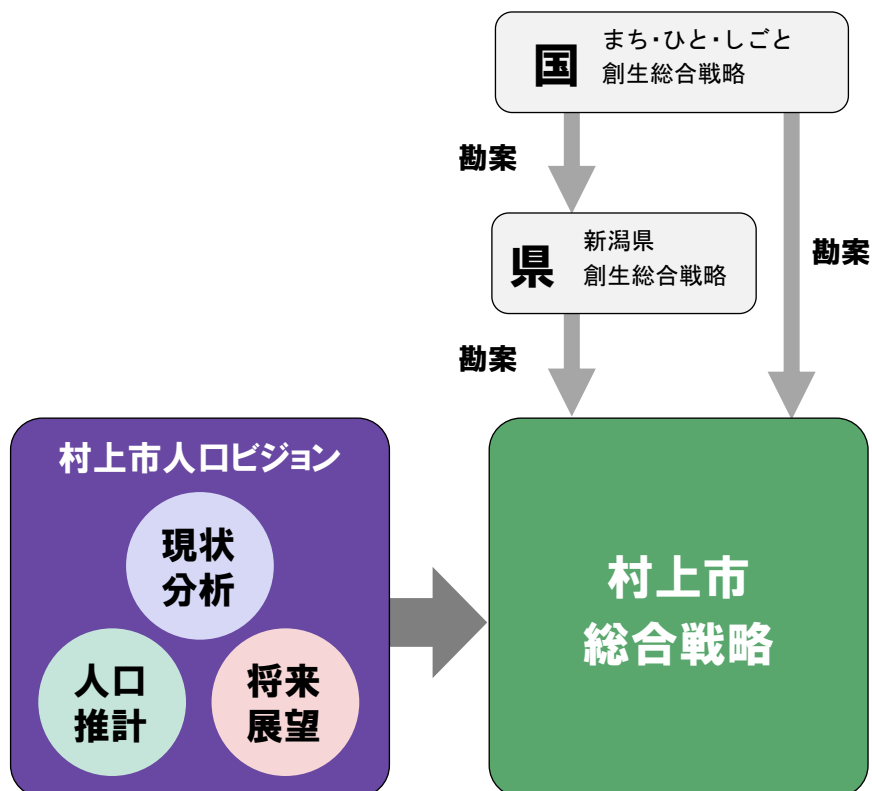 国
まち・ひと・しごと
創生総合戦略
勘案
勘案
県
新潟県
創生総合戦略
勘案
村上市人口ビジョン
現状
分析
人口
推計
将来
展望
村上市
総合戦略